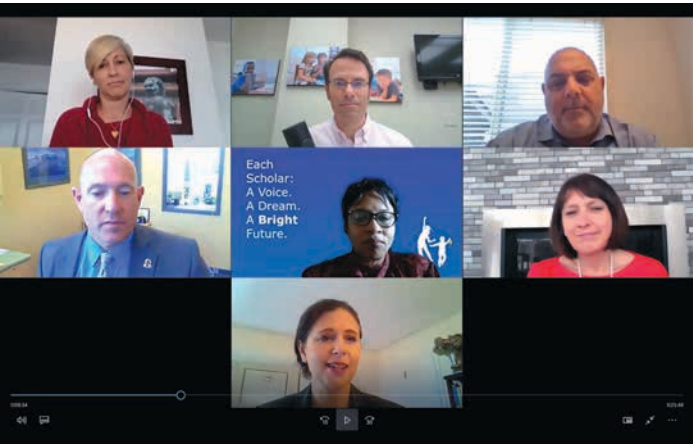 Each
Scholar:
A Voice.
A Dream.
A Bright
Future.